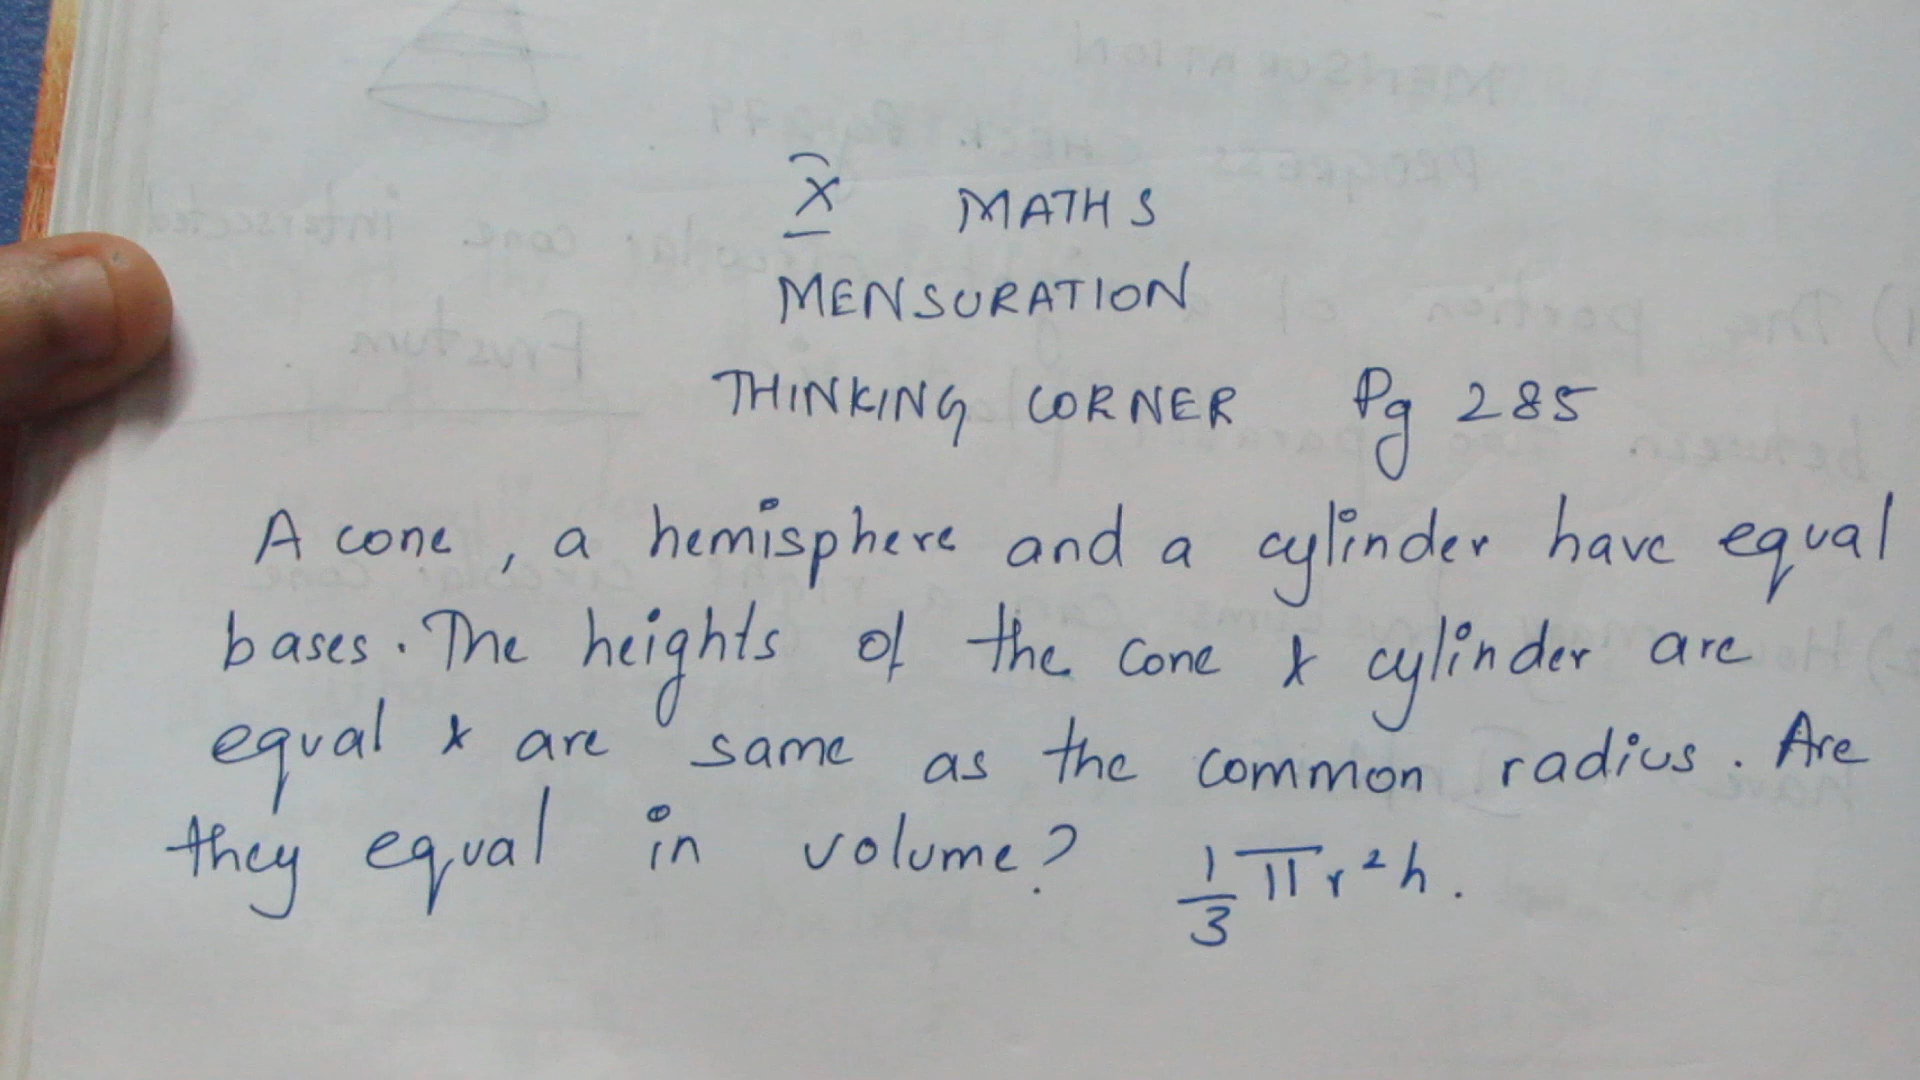 X MATHS
MENSURATION
THINKING CORNER Pg 285
A cone, a hemisphere and a cylinder have equal
bases. The heights of the cone & cylinder are
equal & are same as the common radius. Are
they equal in volume? 1/3 πr²h.